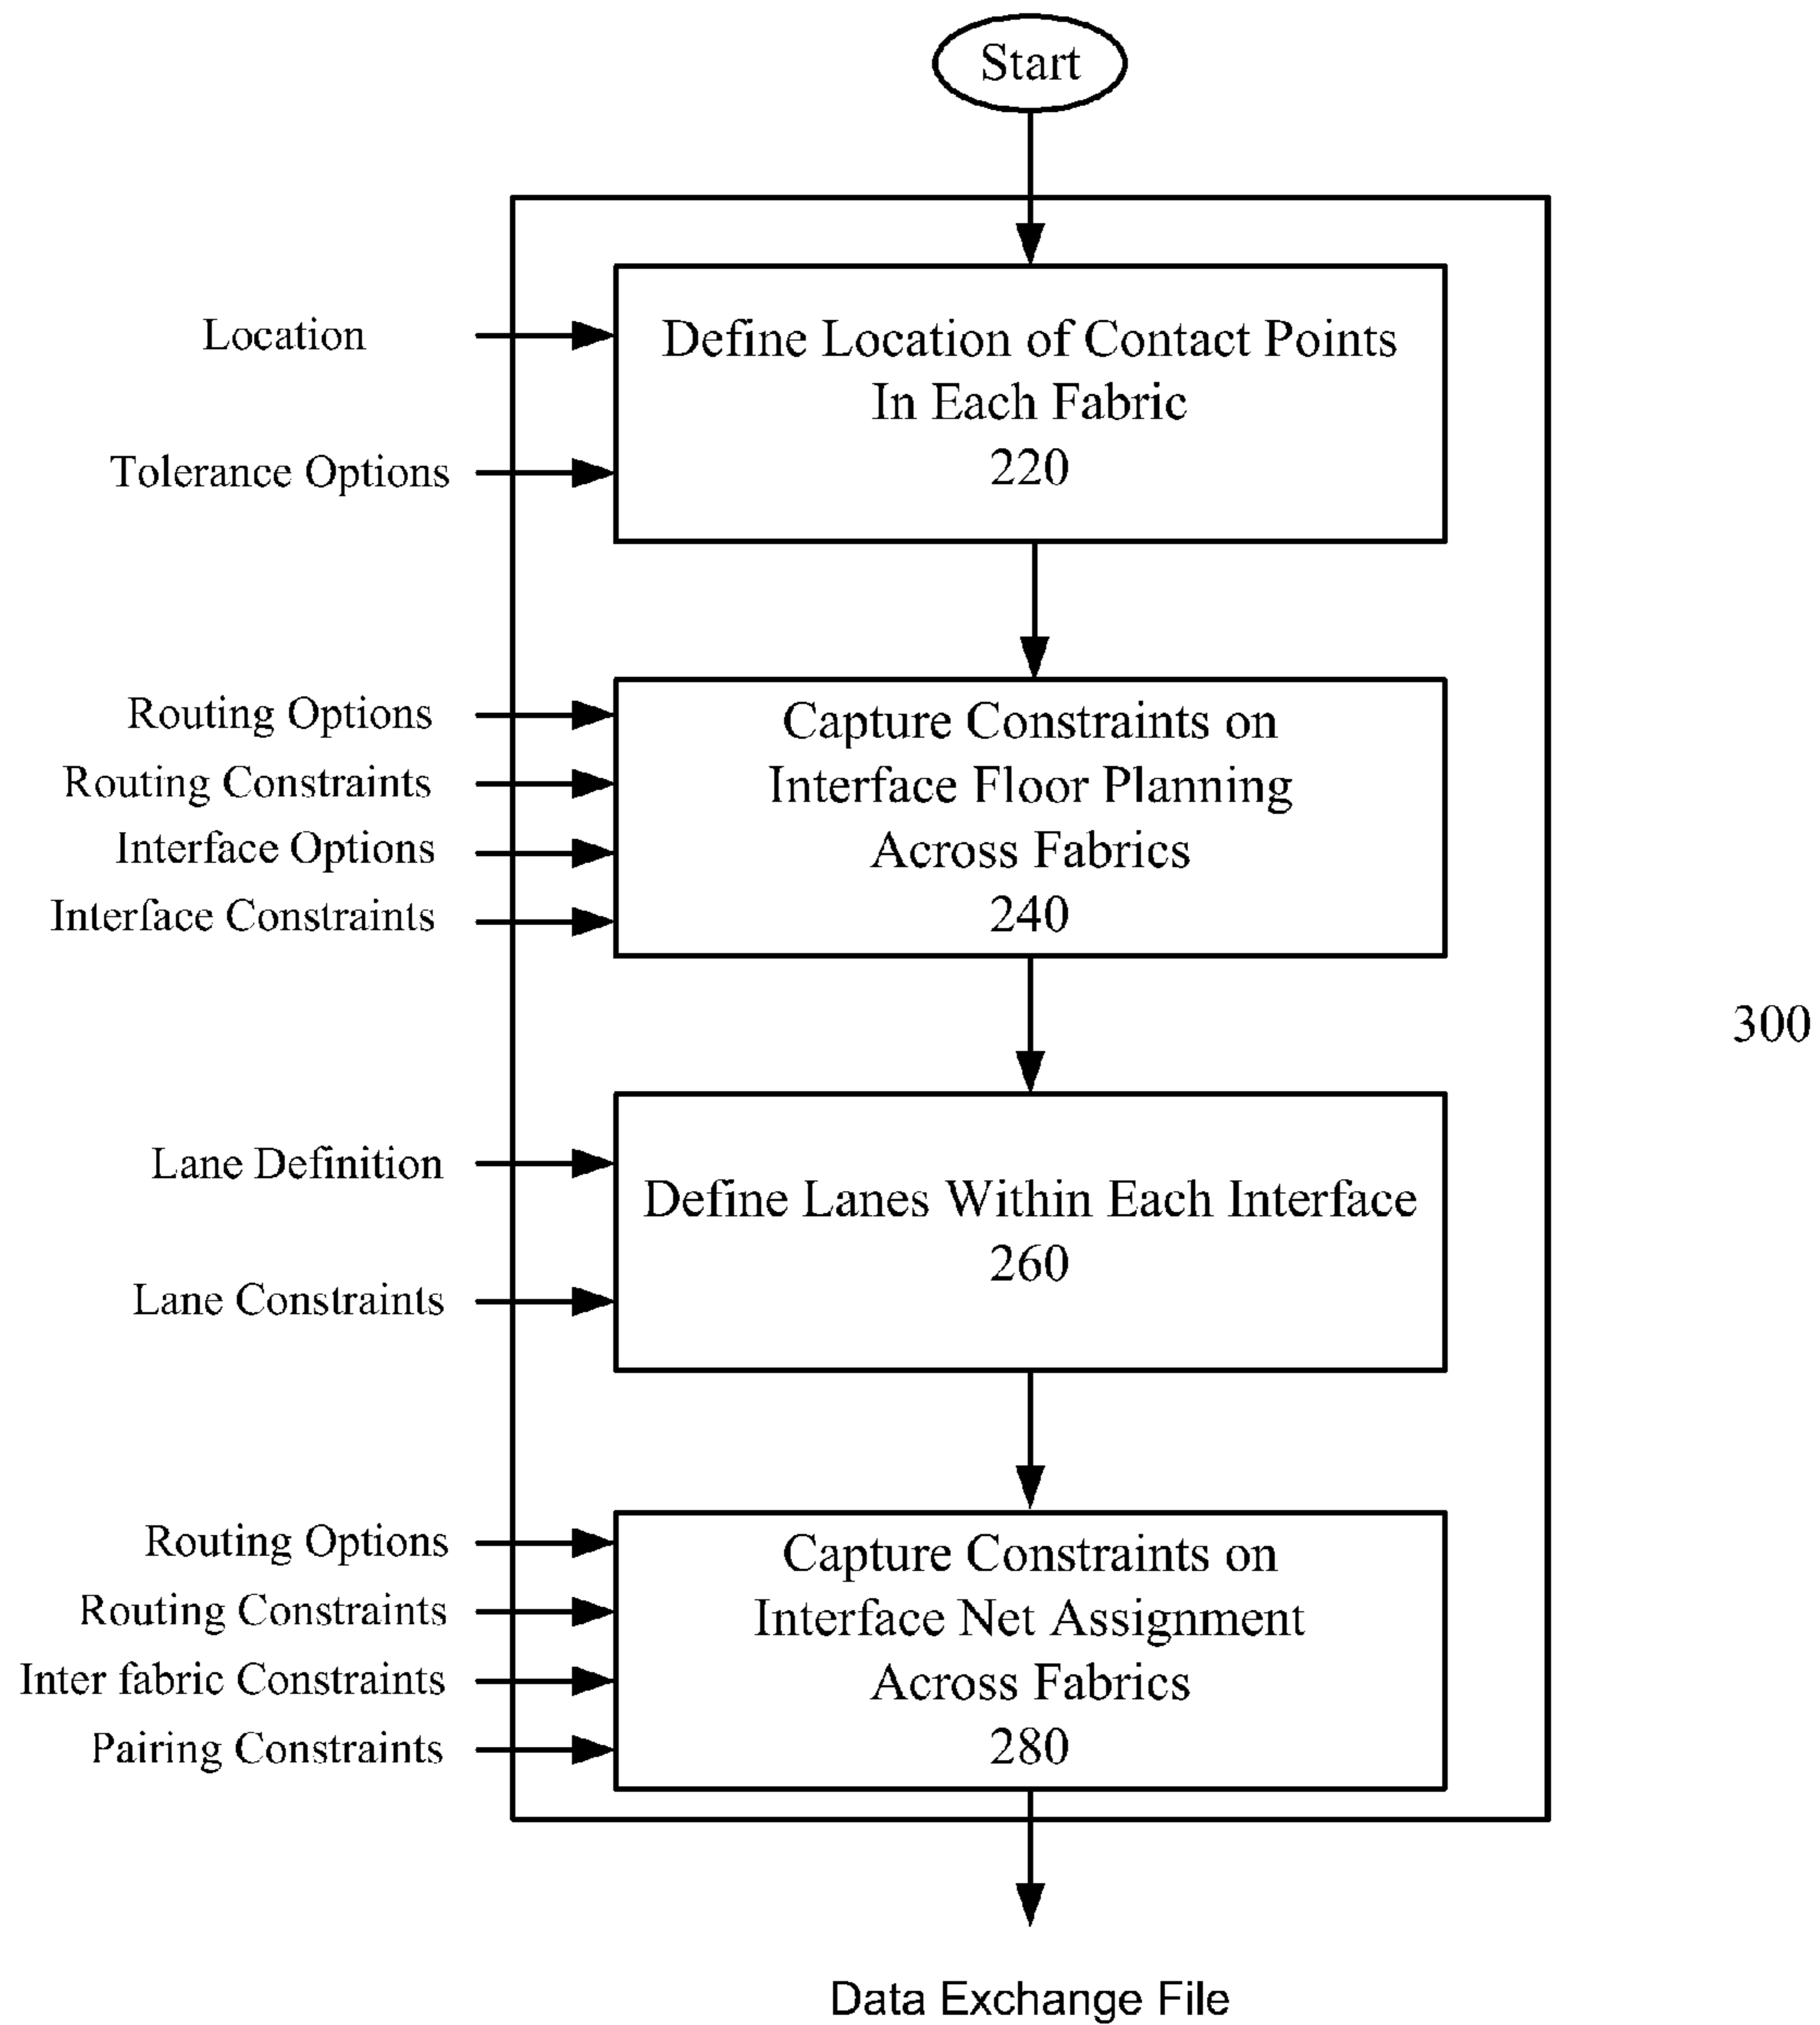 Start
Location
Define Location of Contact Points
In Each Fabric
220
Tolerance Options
Routing Options
Routing Constraints
Interface Options
Interface Constraints
Capture Constraints on
Interface Floor Planning
Across Fabrics
240
300
Lane Definition
Lane Constraints
Define Lanes Within Each Interface
260
Routing Options
Routing Constraints
Inter fabric Constraints
Pairing Constraints
Capture Constraints on
Interface Net Assignment
Across Fabrics
280
Data Exchange File